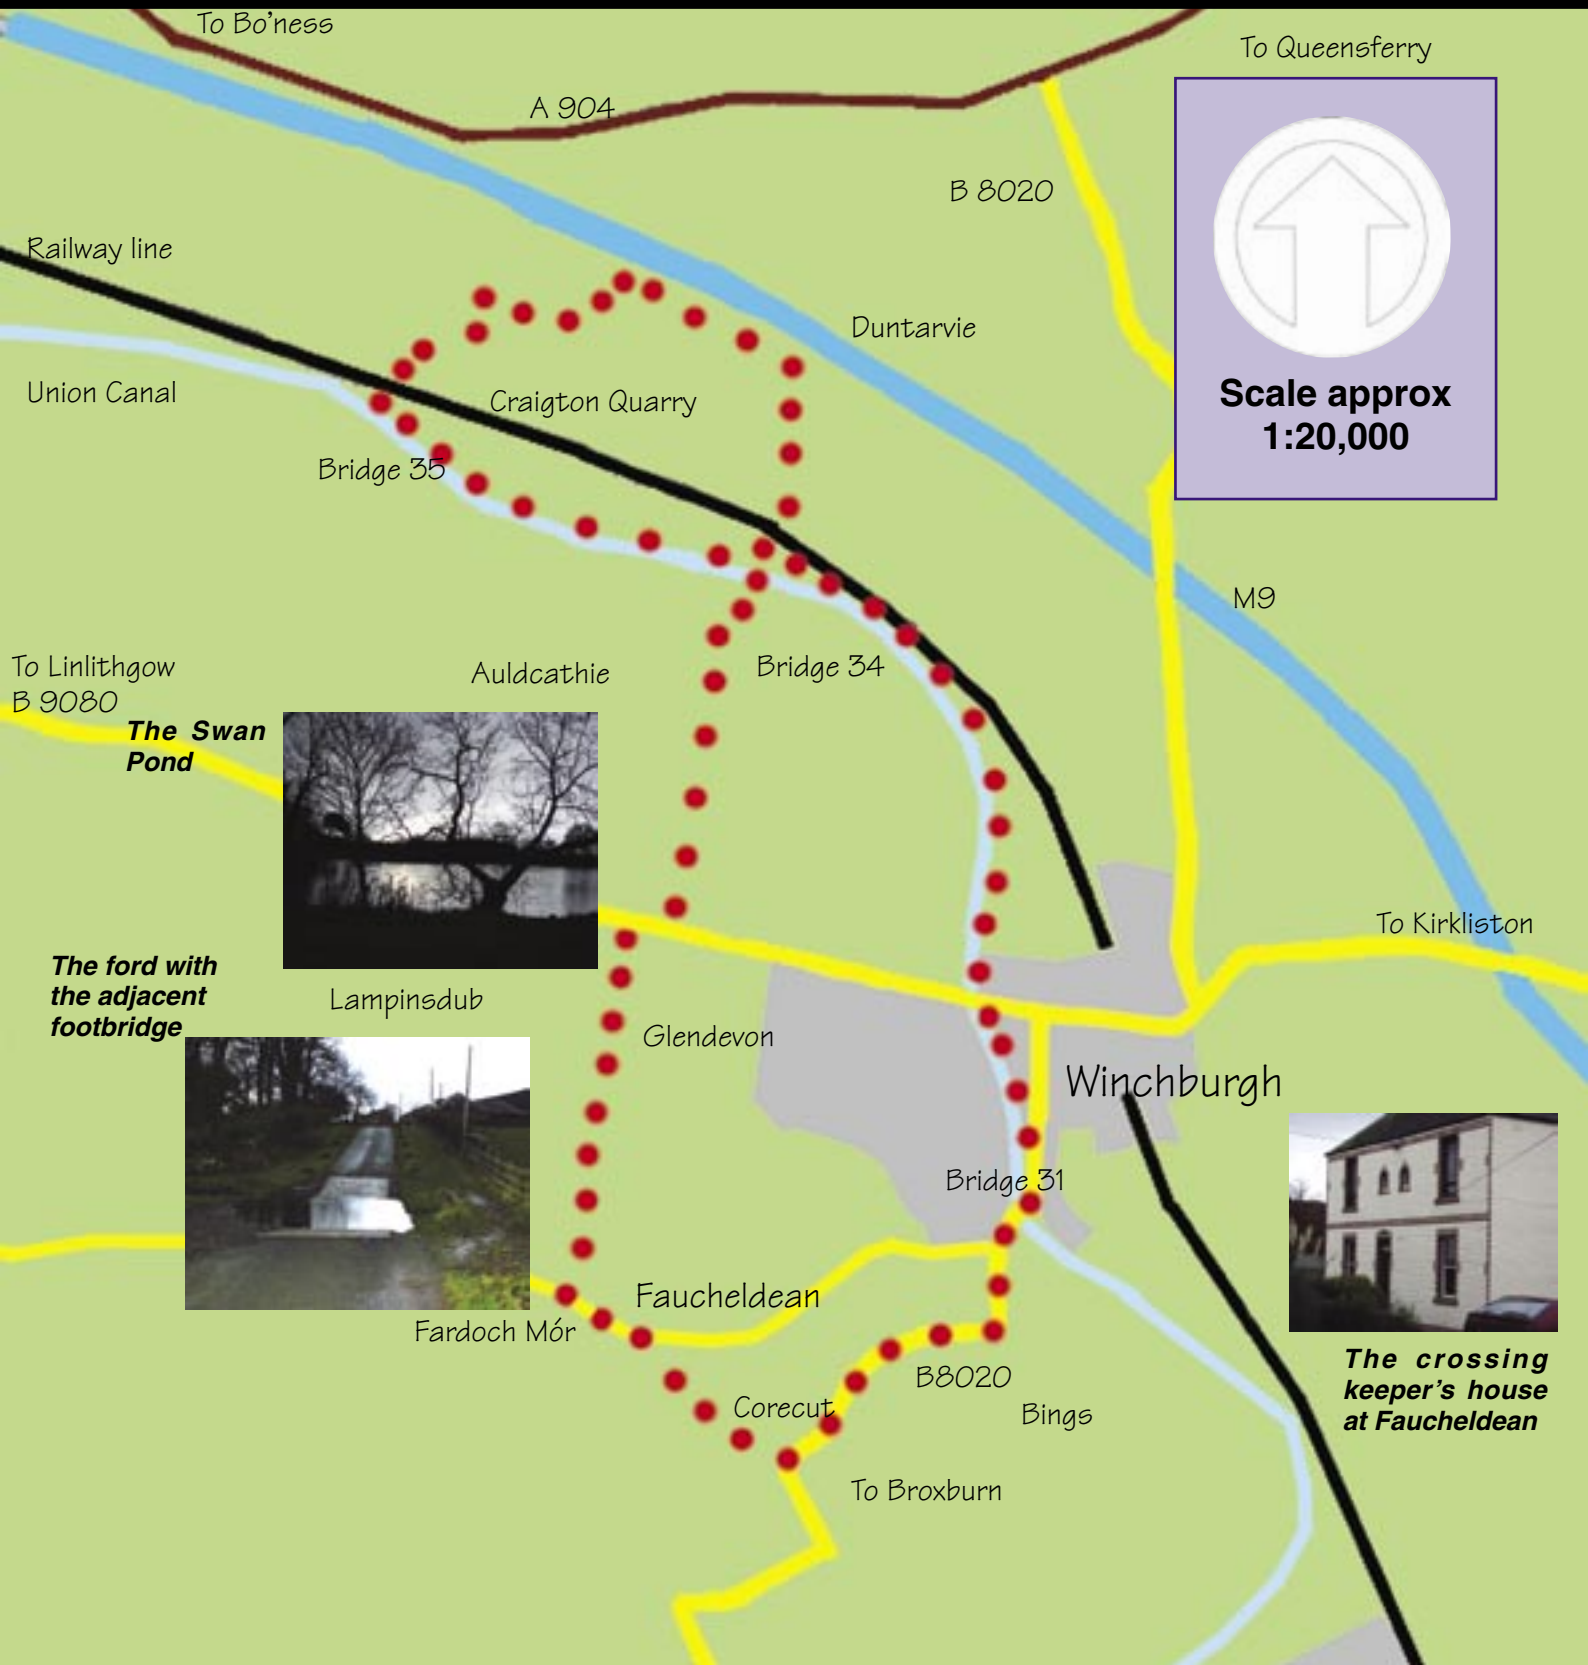 To Bo'ness
To Queensferry
A 904
B 8020
Railway line
Duntarvie
Union Canal
Craigton Quarry
Scale approx
1:20,000
Bridge 35
M9
To Linlithgow
B 9080
Auldcathie
Bridge 34
The Swan
Pond
To Kirkliston
The ford with
the adjacent
footbridge
Lampinsdub
Glendevon
Winchburgh
Bridge 31
Faucheldean
Fardoch Mór
The crossing
keeper's house
at Faucheldean
B8020
Corecut
Bings
To Broxburn